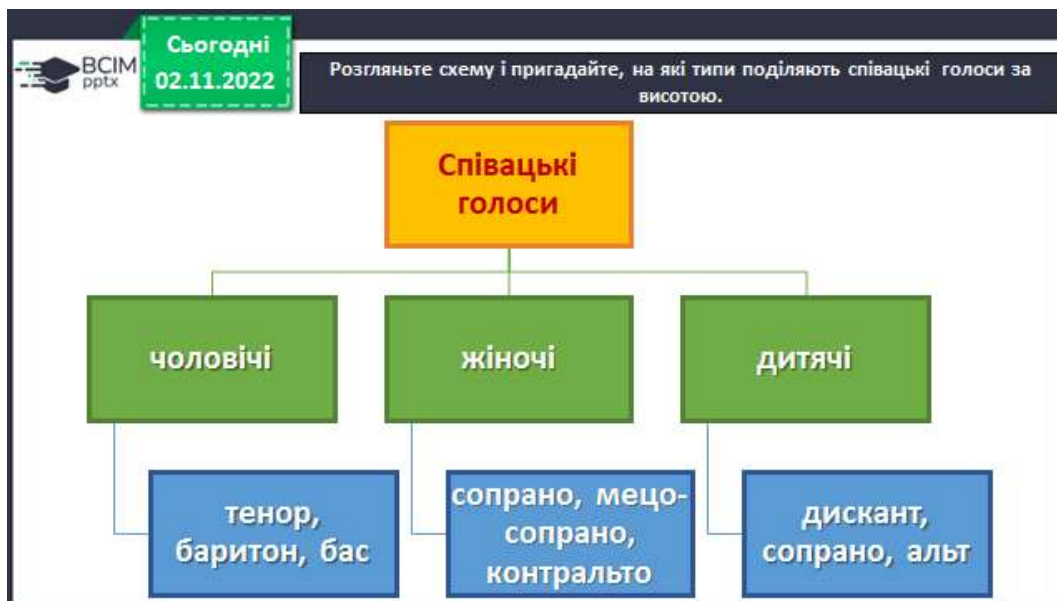 Сьогодні
02.11.2022
BCIM
pptx
Розгляньте схему і пригадайте, на які типи поділяють співацькі голоси за
висотою.
Співацькі
голоси
чоловічі
жіночі
дитячі
тенор,
баритон, бас
сопрано, мецо-
сопрано,
контральто
дискант,
сопрано, альт